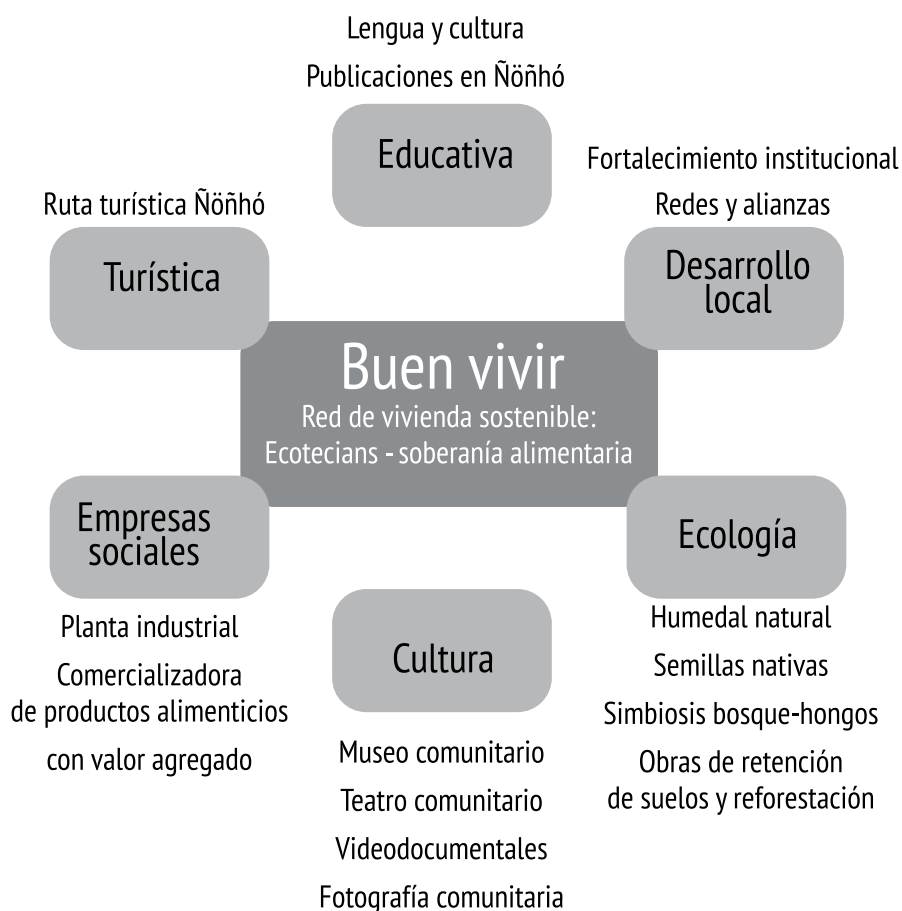 Lengua y cultura
Publicaciones en Ñöñhó
Educativa
Fortalecimiento institucional
Redes y alianzas
Desarrollo
local
Ruta turística Ñöñhó
Turística
Buen vivir
Red de vivienda sostenible:
Ecotecians - soberanía alimentaria
Empresas
sociales
Planta industrial
Comercializadora
de productos alimenticios
con valor agregado
Cultura
Museo comunitario
Teatro comunitario
Videodocumentales
Fotografía comunitaria
Ecología
Humedal natural
Semillas nativas
Simbiosis bosque-hongos
Obras de retención
de suelos y reforestación